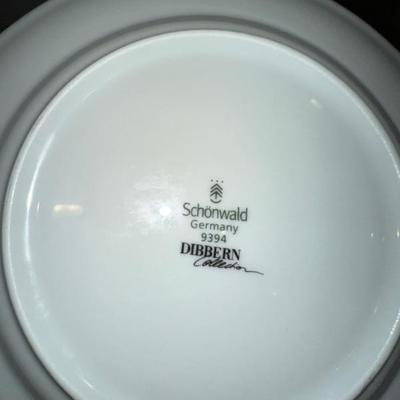 Schönwald
Germany
9394
DIBBERN
Collection